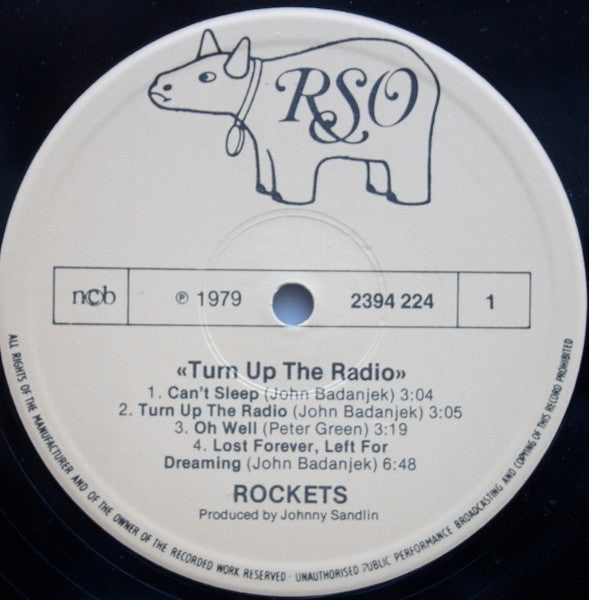 RSO
ncb
℗ 1979
2394 224
1
«Turn Up The Radio»
1. Can't Sleep (John Badanjek) 3:04
2. Turn Up The Radio (John Badanjek) 3:05
3. Oh Well (Peter Green) 3:19
4. Lost Forever, Left For
Dreaming (John Badanjek) 6:48
ROCKETS
Produced by Johnny Sandlin
ALL RIGHTS OF THE MANUFACTURER AND OF THE OWNER OF THE RECORDED WORK RESERVED · UNAUTHORISED PUBLIC PERFORMANCE BROADCASTING AND COPYING OF THIS RECORD PROHIBITED